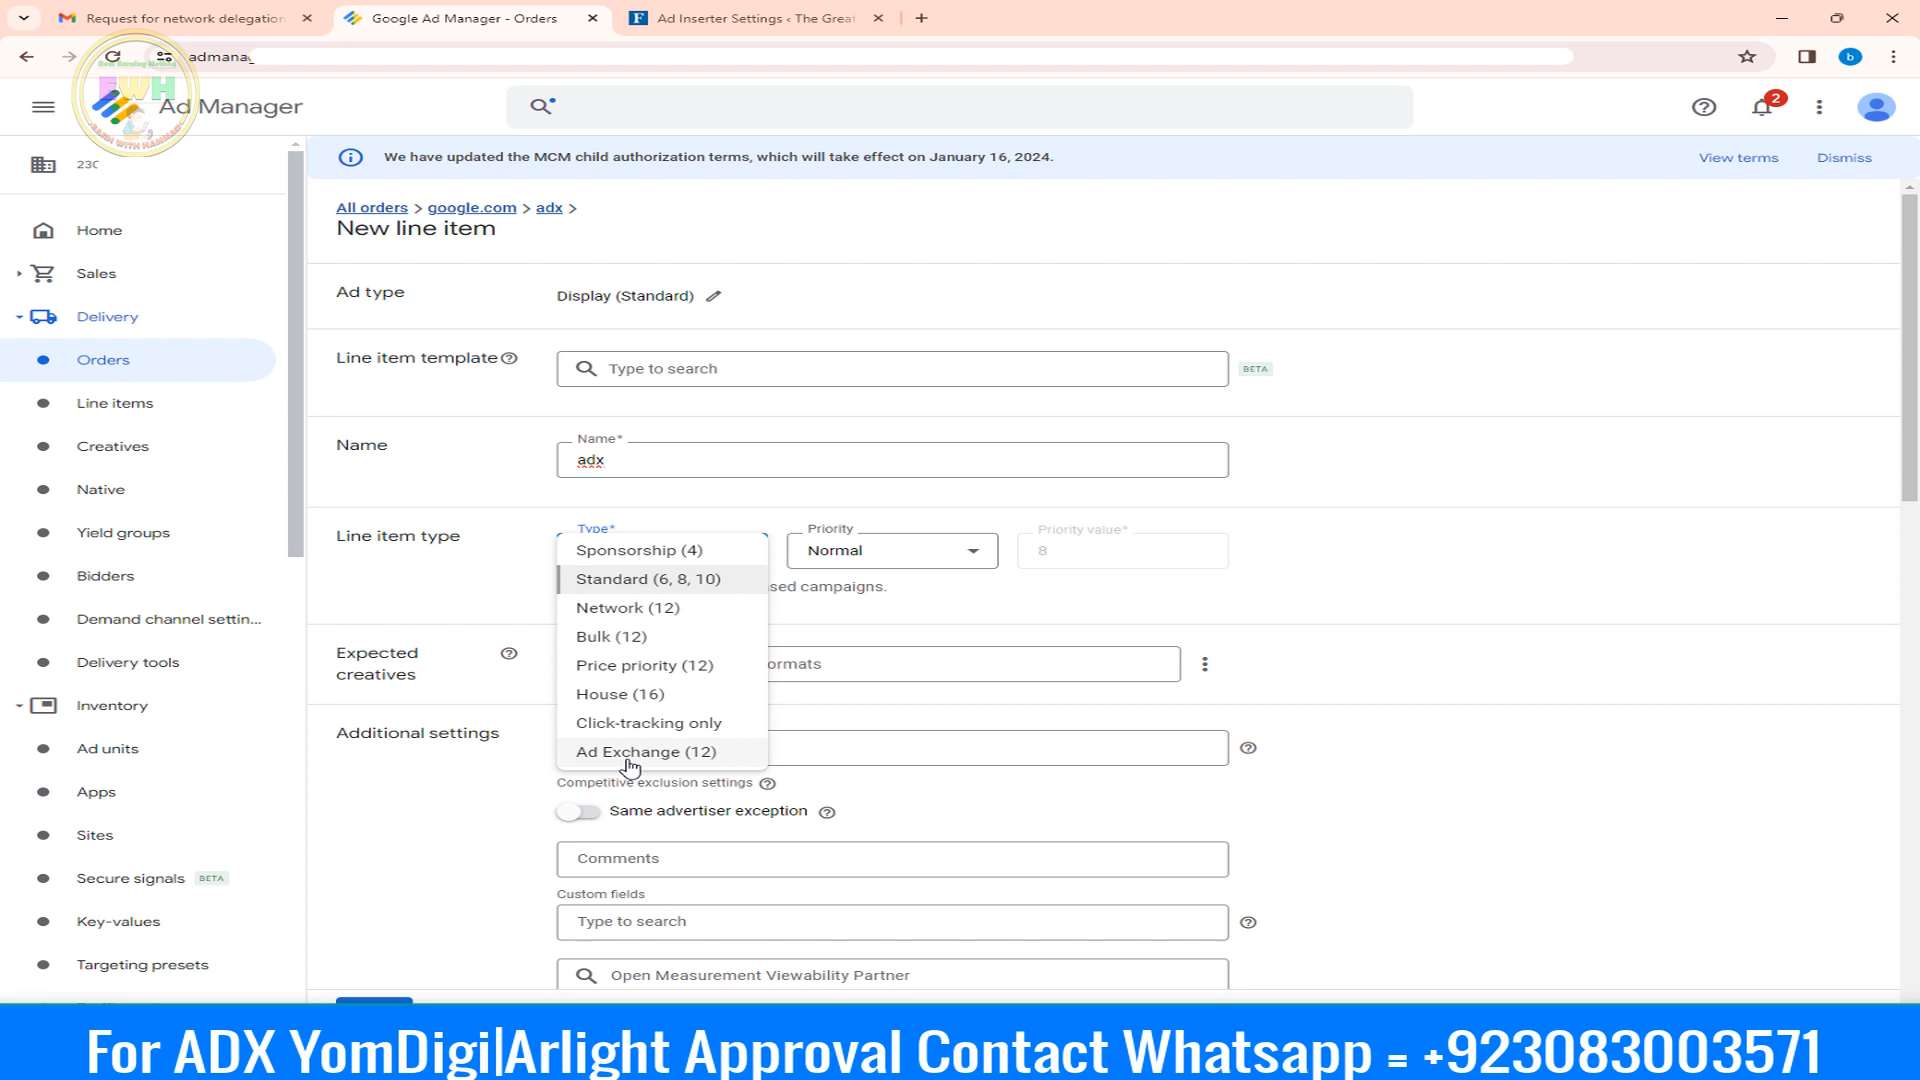 Request for network delegation
Google Ad Manager - Orders
Ad Inserter Settings ‹ The Great
admanag
b
EWH
EARN WITH HAMMAD
Ad Manager
2
230
We have updated the MCM child authorization terms, which will take effect on January 16, 2024.
View terms
Dismiss
Home
Sales
Delivery
Orders
Line items
Creatives
Native
Yield groups
Bidders
Demand channel settin...
Delivery tools
Inventory
Ad units
Apps
Sites
Secure signals BETA
Key-values
Targeting presets
All orders > google.com > adx >
New line item
Ad type
Display (Standard)
Line item template
Type to search
BETA
Name
Name*
adx
Line item type
Type*
Priority
Normal
Priority value*
8
Sponsorship (4)
Standard (6, 8, 10)
Network (12)
Bulk (12)
Price priority (12)
House (16)
Click-tracking only
Ad Exchange (12)
sed campaigns.
Expected
creatives
ormats
Additional settings
Competitive exclusion settings
Same advertiser exception
Comments
Custom fields
Type to search
Open Measurement Viewability Partner
For ADX YomDigi|Arlight Approval Contact Whatsapp = +923083003571